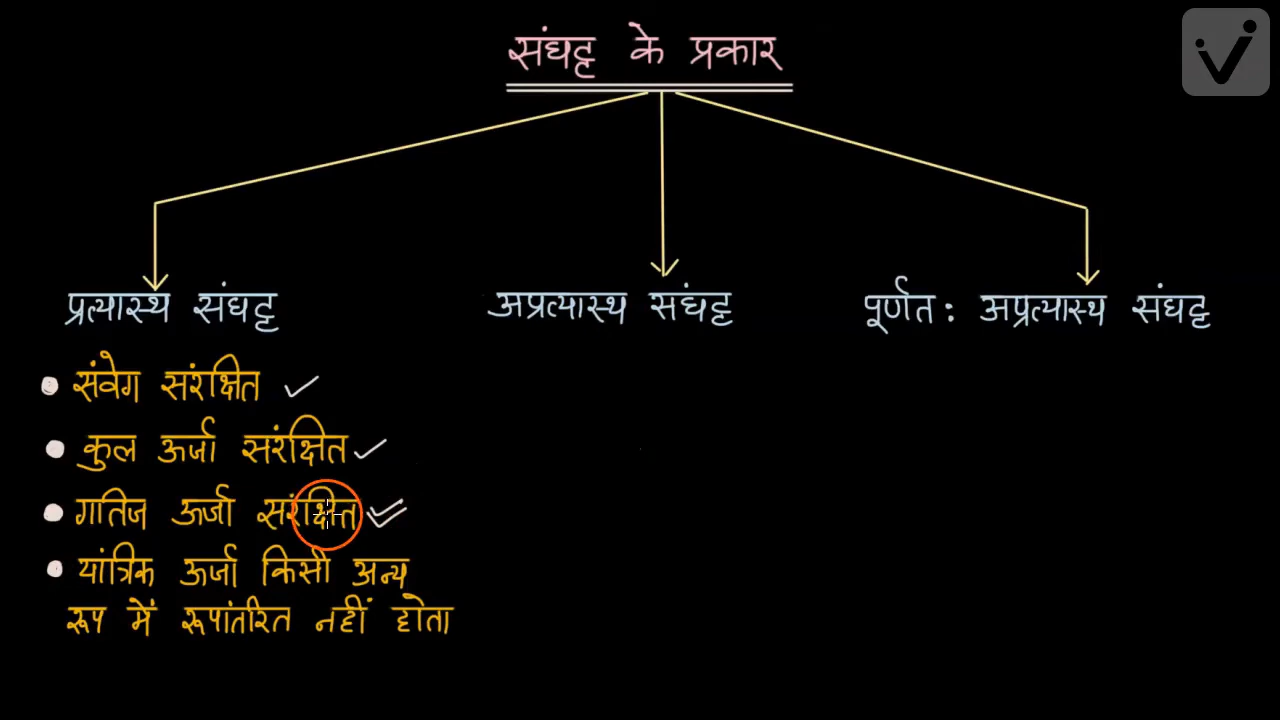 संघट्ट के प्रकार
प्रत्यास्थ संघट्ट
अप्रत्यास्थ संघट्ट
पूर्णत: अप्रत्यास्थ संघट्ट
• संवेग संरक्षित ✓
• कुल ऊर्जा संरक्षित ✓
• गतिज ऊर्जा संरक्षित ✓
• यांत्रिक ऊर्जा किसी अन्य
रूप में रूपांतरित नहीं होता